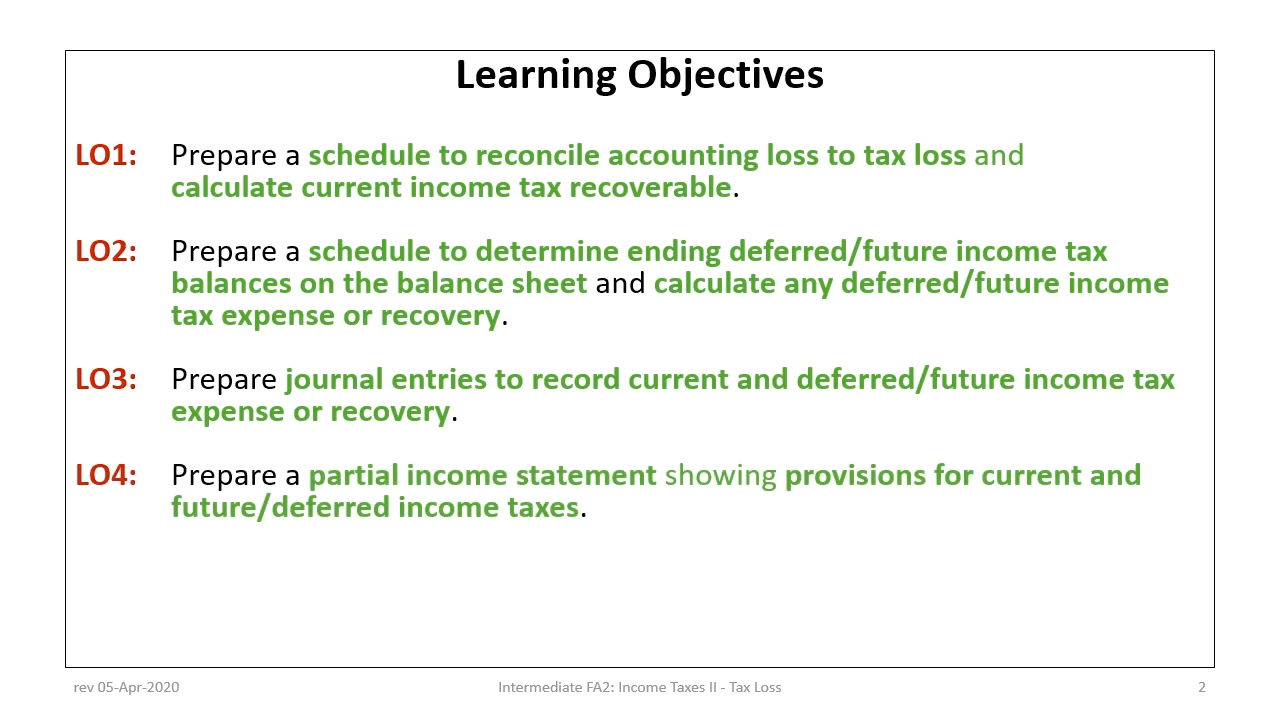 Learning Objectives
LO1: Prepare a schedule to reconcile accounting loss to tax loss and
calculate current income tax recoverable.
LO2: Prepare a schedule to determine ending deferred/future income tax
balances on the balance sheet and calculate any deferred/future income
tax expense or recovery.
LO3: Prepare journal entries to record current and deferred/future income tax
expense or recovery.
LO4: Prepare a partial income statement showing provisions for current and
future/deferred income taxes.
rev 05-Apr-2020 Intermediate FA2: Income Taxes II - Tax Loss 2